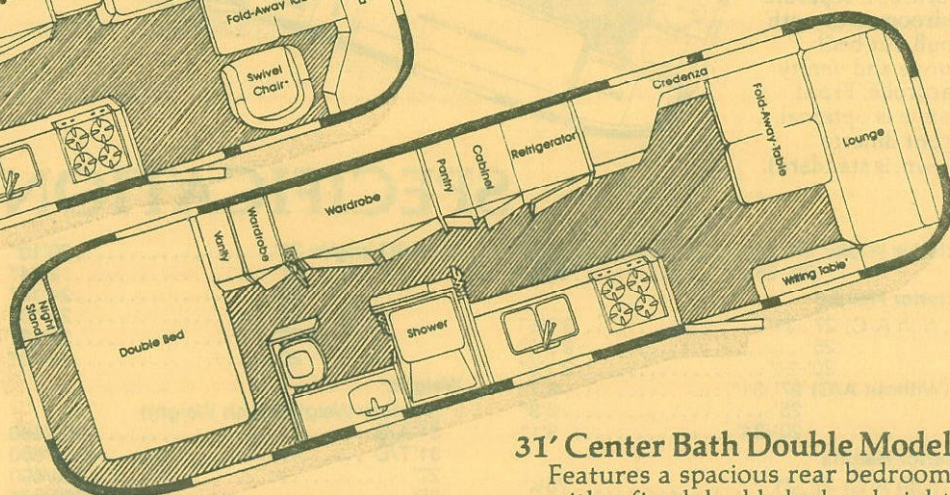 Fold-Away
Swivel
Chair*
Credenza
Fold-Away-Table
Lounge
Refrigerator
Cabinet
Pantry
Wardrobe
Wardrobe
Vanity
Writing Table*
Night
Stand
Double Bed
Shower
31' Center Bath Double Model
Features a spacious rear bedroom